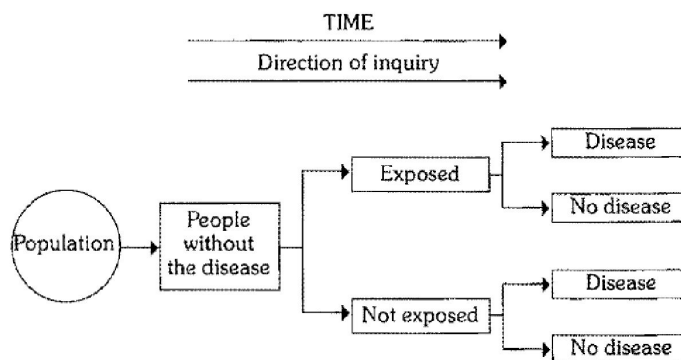 TIME
Direction of inquiry
Population
People
without
the disease
Exposed
Not exposed
Disease
No disease
Disease
No disease